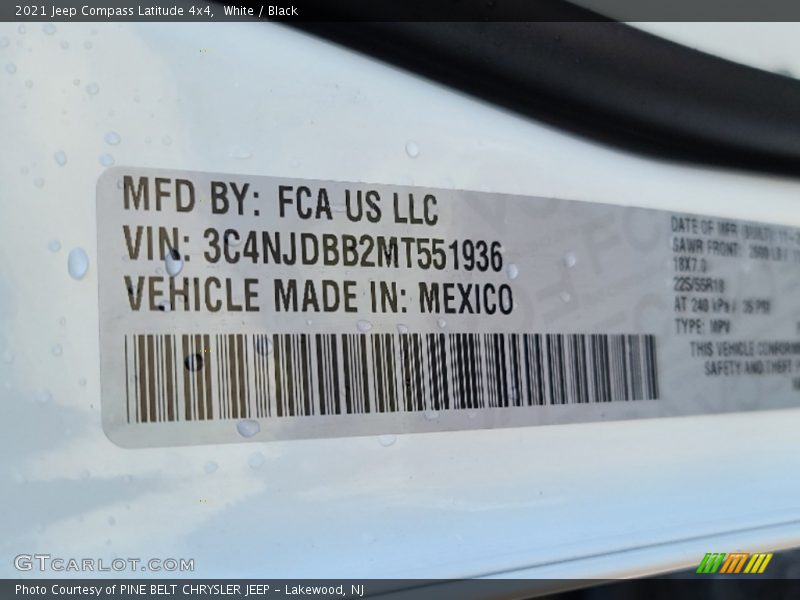 2021 Jeep Compass Latitude 4x4, White / Black
MFD BY: FCA US LLC
VIN: 3C4NJDBB2MT551936
VEHICLE MADE IN: MEXICO
DATE OF MFR
GAWR FRONT:
18X7.0
225/55R18
AT 240 kPa / 35 PSI
TYPE: MPV
THIS VEHICLE
SAFETY AND THEFT
GTCARLOT.COM
Photo Courtesy of PINE BELT CHRYSLER JEEP - Lakewood, NJ